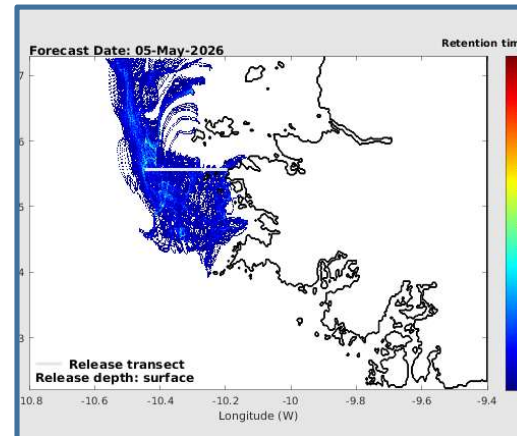 Forecast Date: 05-May-2026
Retention tim
7
6
5
4
3
Release transect
Release depth: surface
10.8 -10.6 -10.4 -10.2 -10 -9.8 -9.6 -9.4
Longitude (W)